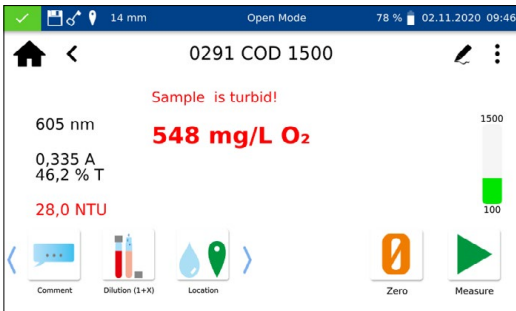 14 mm Open Mode 78 % 02.11.2020 09:46
0291 COD 1500
Sample is turbid!
605 nm
548 mg/L O₂
1500
0,335 A
46,2 % T
28,0 NTU
100
0
Comment Dilution (1+X) Location Zero Measure